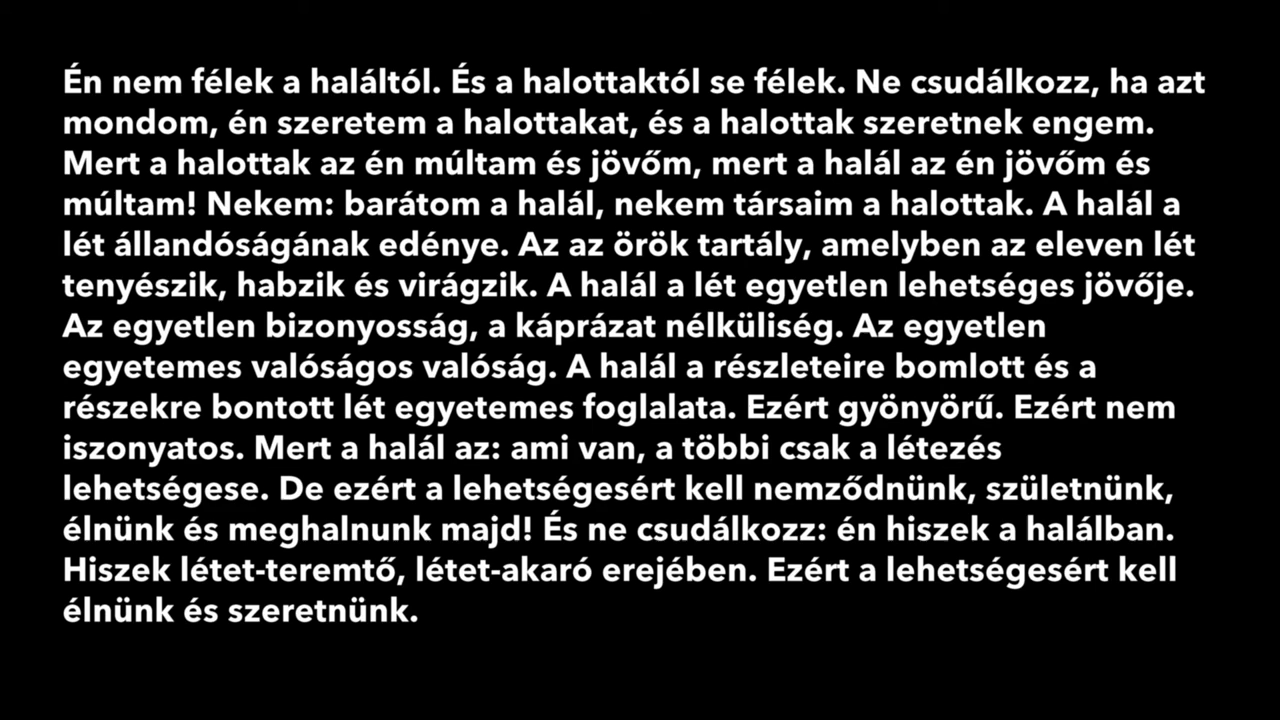 Én nem félek a haláltól. És a halottaktól se félek. Ne csudálkozz, ha azt
mondom, én szeretem a halottakat, és a halottak szeretnek engem.
Mert a halottak az én múltam és jövőm, mert a halál az én jövőm és
múltam! Nekem: barátom a halál, nekem társaim a halottak. A halál a
lét állandóságának edénye. Az az örök tartály, amelyben az eleven lét
tenyészik, habzik és virágzik. A halál a lét egyetlen lehetséges jövője.
Az egyetlen bizonyosság, a káprázat nélküliség. Az egyetlen
egyetemes valóságos valóság. A halál a részleteire bomlott és a
részekre bontott lét egyetemes foglalata. Ezért gyönyörű. Ezért nem
iszonyatos. Mert a halál az: ami van, a többi csak a létezés
lehetségese. De ezért a lehetségesért kell nemződnünk, születnünk,
élnünk és meghalnunk majd! És ne csudálkozz: én hiszek a halálban.
Hiszek létet-teremtő, létet-akaró erejében. Ezért a lehetségesért kell
élnünk és szeretnünk.